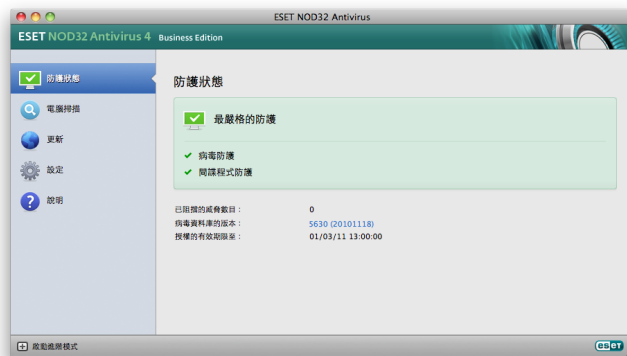 ESET NOD32 Antivirus
ESET NOD32 Antivirus 4 Business Edition
防護狀態
電腦掃描
更新
設定
說明
防護狀態
最嚴格的防護
病毒防護
間諜程式防護
已阻擋的威脅數目： 0
病毒資料庫的版本： 5630 (20101118)
授權的有效期限至： 01/03/11 13:00:00
啟動進階模式
eseT